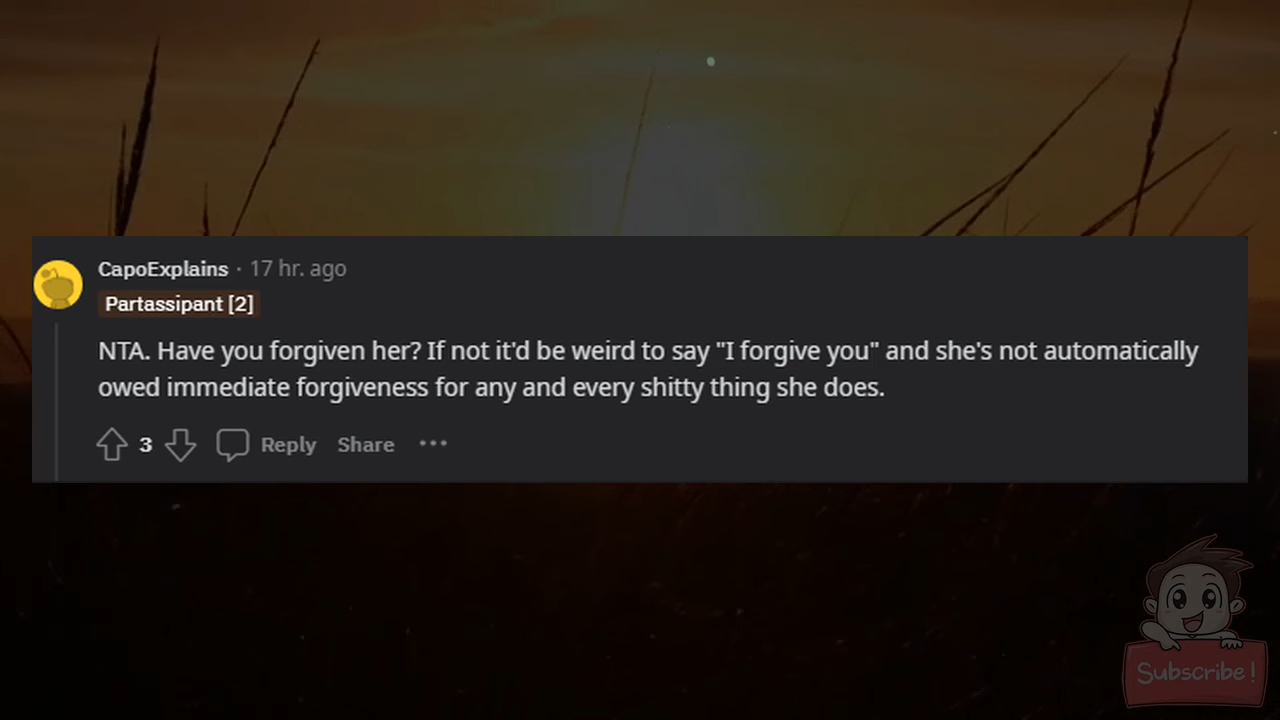 CapoExplains · 17 hr. ago
Partassipant [2]
NTA. Have you forgiven her? If not it'd be weird to say "I forgive you" and she's not automatically
owed immediate forgiveness for any and every shitty thing she does.
3 Reply Share ···
Subscribe!